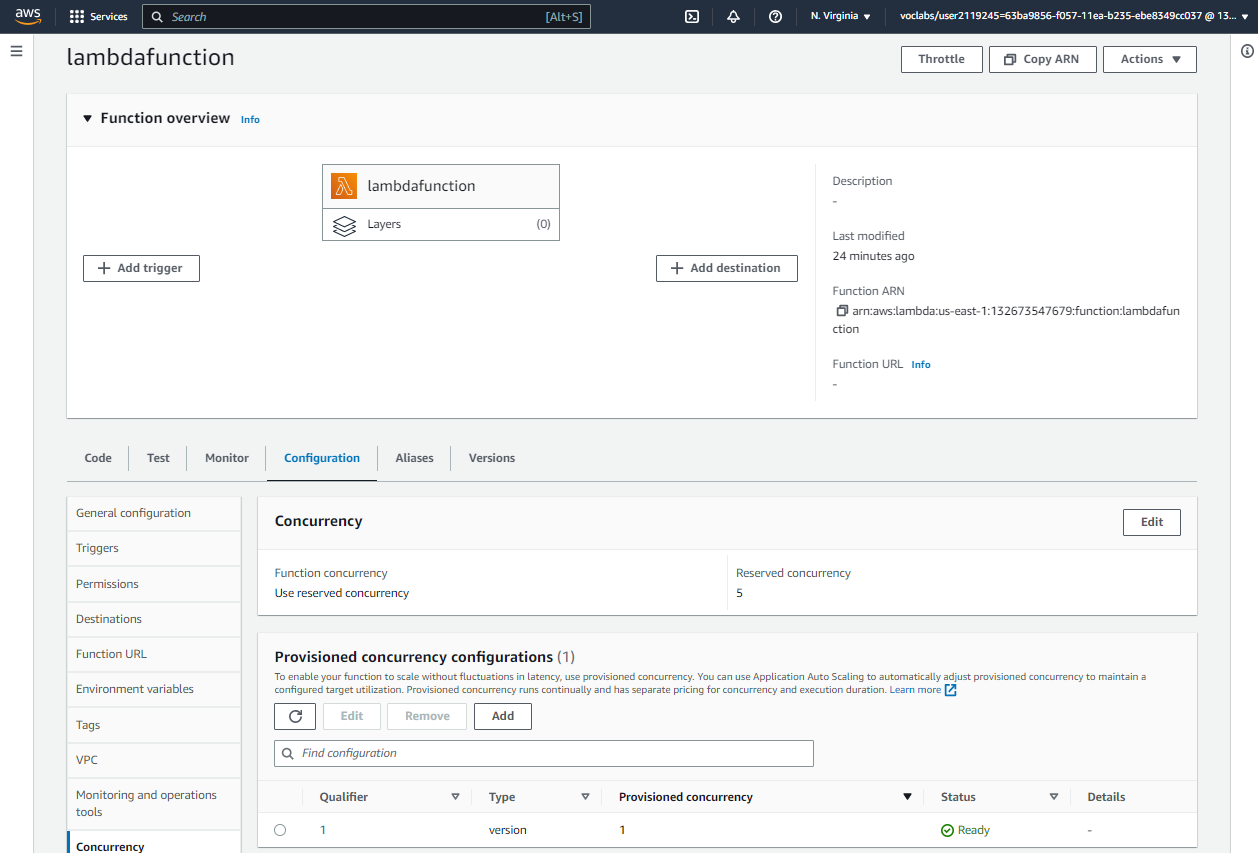 aws
Services
Search
[Alt+S]
N. Virginia
voclabs/user2119245=63ba9856-f057-11ea-b235-ebe8349cc037 @ 13...
lambdafunction
Throttle
Copy ARN
Actions
Function overview Info
lambdafunction
Layers
(0)
Add trigger
Add destination
Description
-
Last modified
24 minutes ago
Function ARN
arn:aws:lambda:us-east-1:132673547679:function:lambdafun
ction
Function URL Info
-
Code
Test
Monitor
Configuration
Aliases
Versions
General configuration
Triggers
Permissions
Destinations
Function URL
Environment variables
Tags
VPC
Monitoring and operations
tools
Concurrency
Concurrency
Edit
Function concurrency
Use reserved concurrency
Reserved concurrency
5
Provisioned concurrency configurations (1)
To enable your function to scale without fluctuations in latency, use provisioned concurrency. You can use Application Auto Scaling to automatically adjust provisioned concurrency to maintain a
configured target utilization. Provisioned concurrency runs continually and has separate pricing for concurrency and execution duration. Learn more
Edit
Remove
Add
Find configuration
Qualifier
Type
Provisioned concurrency
Status
Details
1
version
1
Ready
-